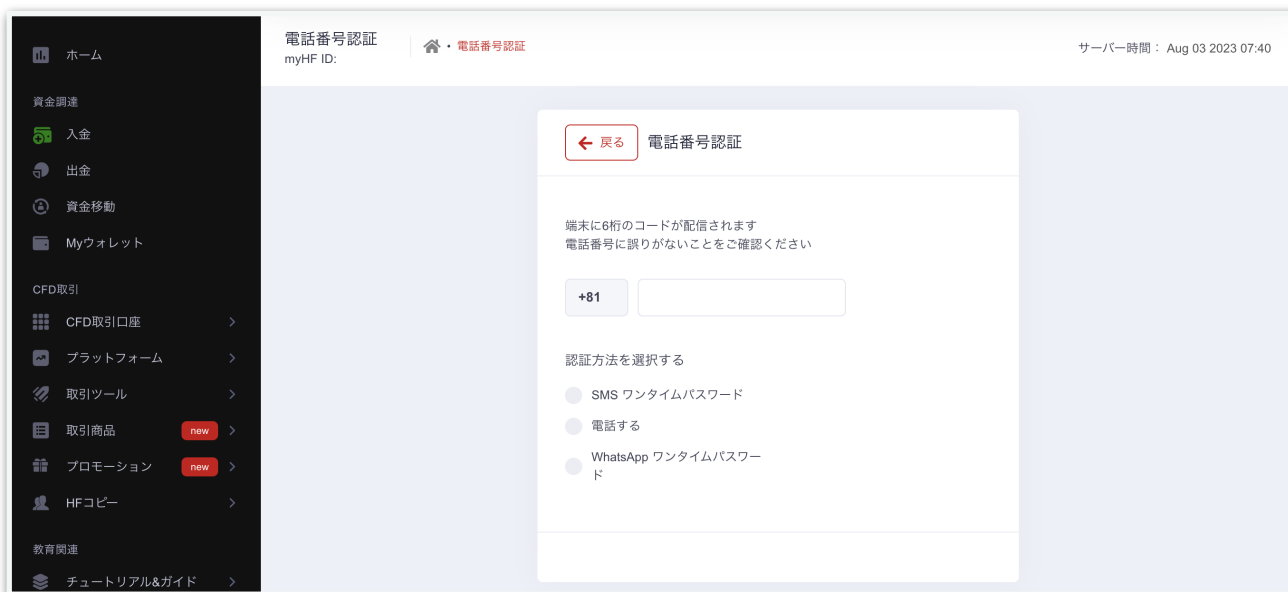 ホーム
資金調達
入金
出金
資金移動
Myウォレット
CFD取引
CFD取引口座
プラットフォーム
取引ツール
取引商品 new
プロモーション new
HFコピー
教育関連
チュートリアル&ガイド
電話番号認証
myHF ID:
• 電話番号認証
サーバー時間： Aug 03 2023 07:40
戻る 電話番号認証
端末に6桁のコードが配信されます
電話番号に誤りがないことをご確認ください
+81
認証方法を選択する
SMS ワンタイムパスワード
電話する
WhatsApp ワンタイムパスワー
ド